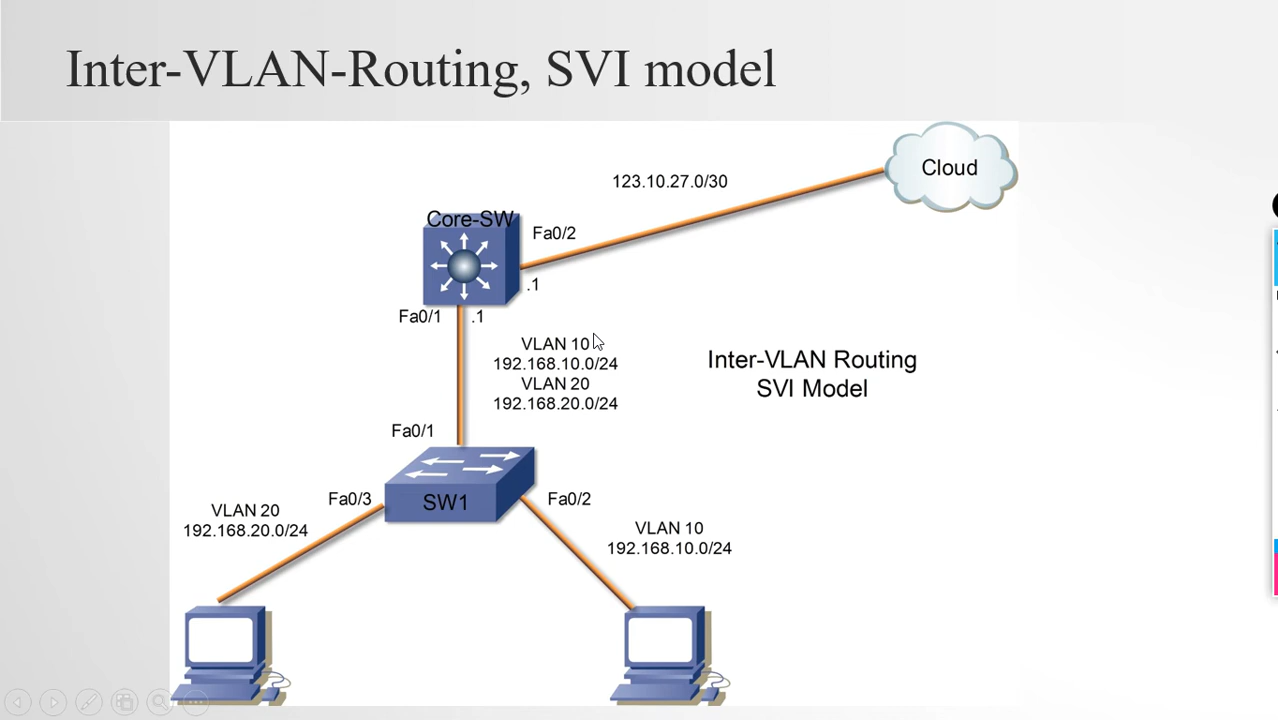 Inter-VLAN-Routing, SVI model
Cloud
123.10.27.0/30
Core-SW
Fa0/2
.1
Fa0/1
.1
VLAN 10
192.168.10.0/24
VLAN 20
192.168.20.0/24
Inter-VLAN Routing
SVI Model
Fa0/1
SW1
Fa0/3
Fa0/2
VLAN 20
192.168.20.0/24
VLAN 10
192.168.10.0/24